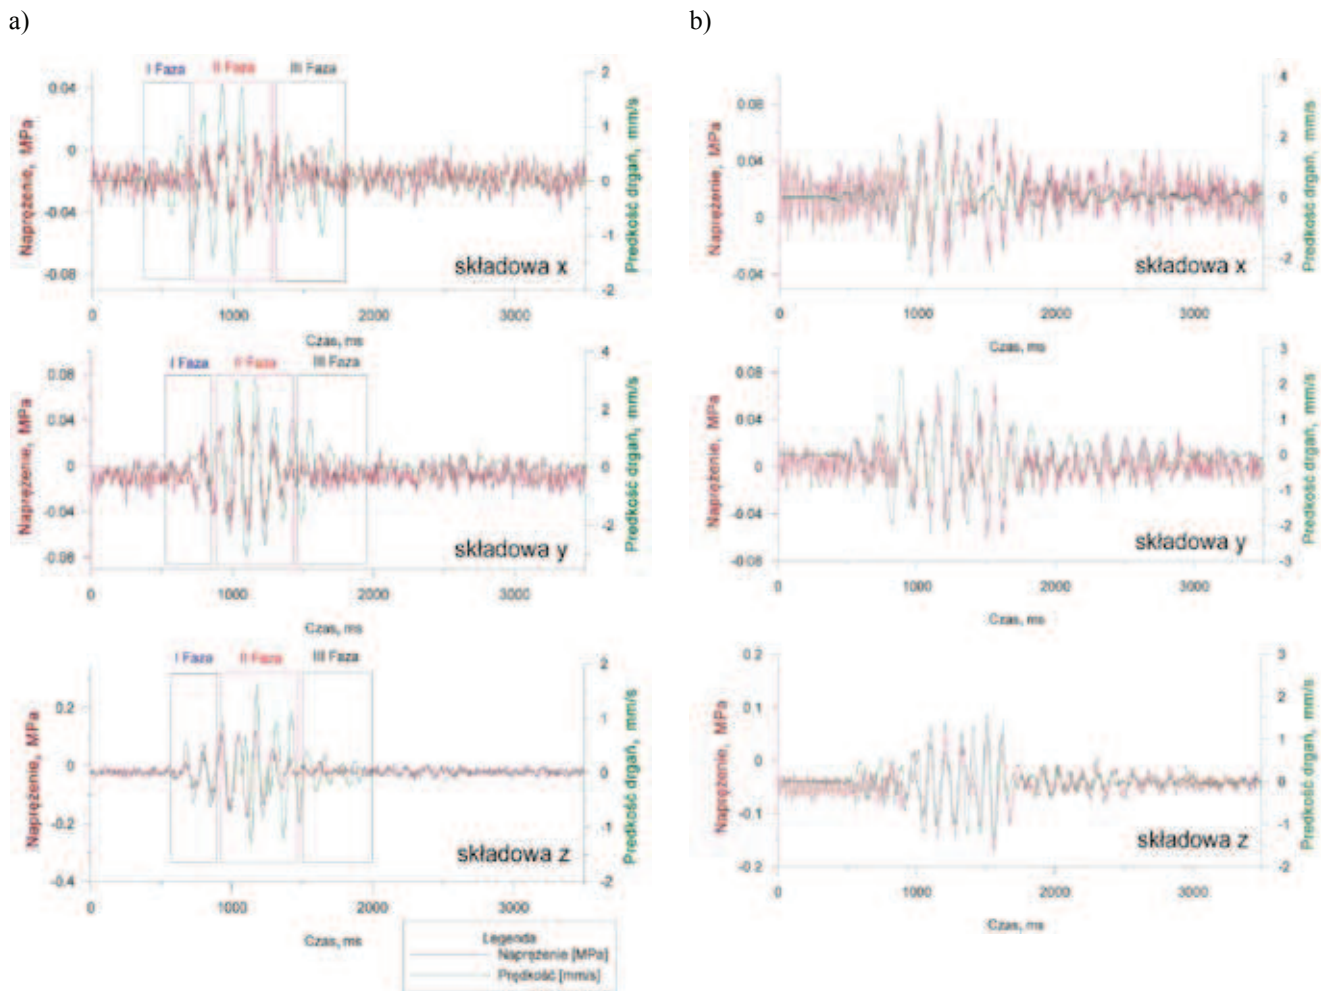 a)
b)
I Faza II Faza III Faza
Naprężenie, MPa
0.04
0
-0.04
-0.08
2
1
0
-1
-2
Prędkość drgań, mm/s
składowa x
0 1000 2000 3000
Czas, ms
I Faza II Faza III Faza
Naprężenie, MPa
0.08
0.04
0
-0.04
-0.08
4
2
0
-2
Prędkość drgań, mm/s
składowa y
0 1000 2000 3000
Czas, ms
I Faza II Faza III Faza
Naprężenie, MPa
0.2
0
-0.2
-0.4
2
1
0
-1
-2
Prędkość drgań, mm/s
składowa z
0 1000 2000 3000
Czas, ms
Legenda
Naprężenie [MPa]
Prędkość [mm/s]
Naprężenie, MPa
0.08
0.04
0
-0.04
4
2
0
-2
Prędkość drgań, mm/s
składowa x
0 1000 2000 3000
Czas, ms
Naprężenie, MPa
0.08
0.04
0
-0.04
-0.08
3
2
1
0
-1
-2
-3
Prędkość drgań, mm/s
składowa y
0 1000 2000 3000
Czas, ms
Naprężenie, MPa
0.2
0.1
0
-0.1
-0.2
3
2
1
0
-1
-2
Prędkość drgań, mm/s
składowa z
0 1000 2000 3000
Czas, ms